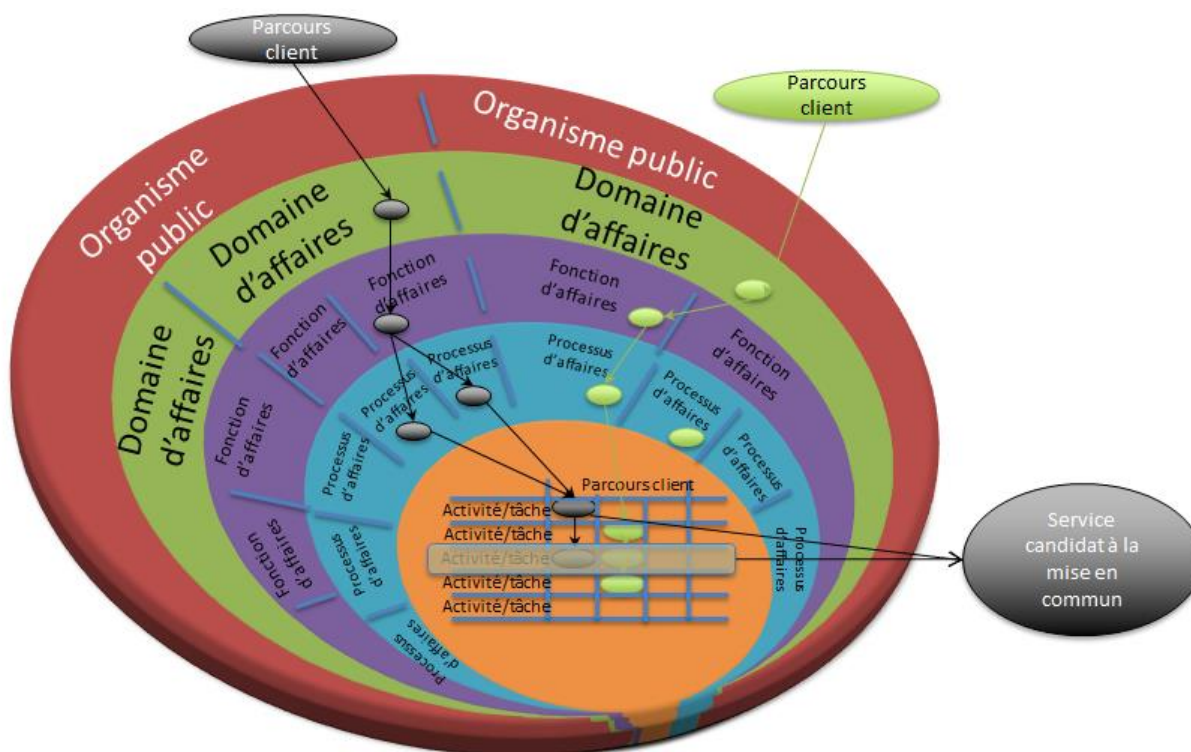 Parcours
client
Parcours
client
Organisme
public
Organisme public
Domaine
d'affaires
Domaine
d'affaires
Domaine
d'affaires
Fonction
d'affaires
Fonction
d'affaires
Fonction
d'affaires
Fonction
d'affaires
Fonction
d'affaires
Fonction
d'affaires
Processus
d'affaires
Processus
d'affaires
Processus
d'affaires
Processus
d'affaires
Processus
d'affaires
Processus
d'affaires
Processus
d'affaires
Processus
d'affaires
Processus
d'affaires
Parcours client
Activité/tâche
Activité/tâche
Activité/tâche
Activité/tâche
Activité/tâche
Service
candidat à la
mise en
commun